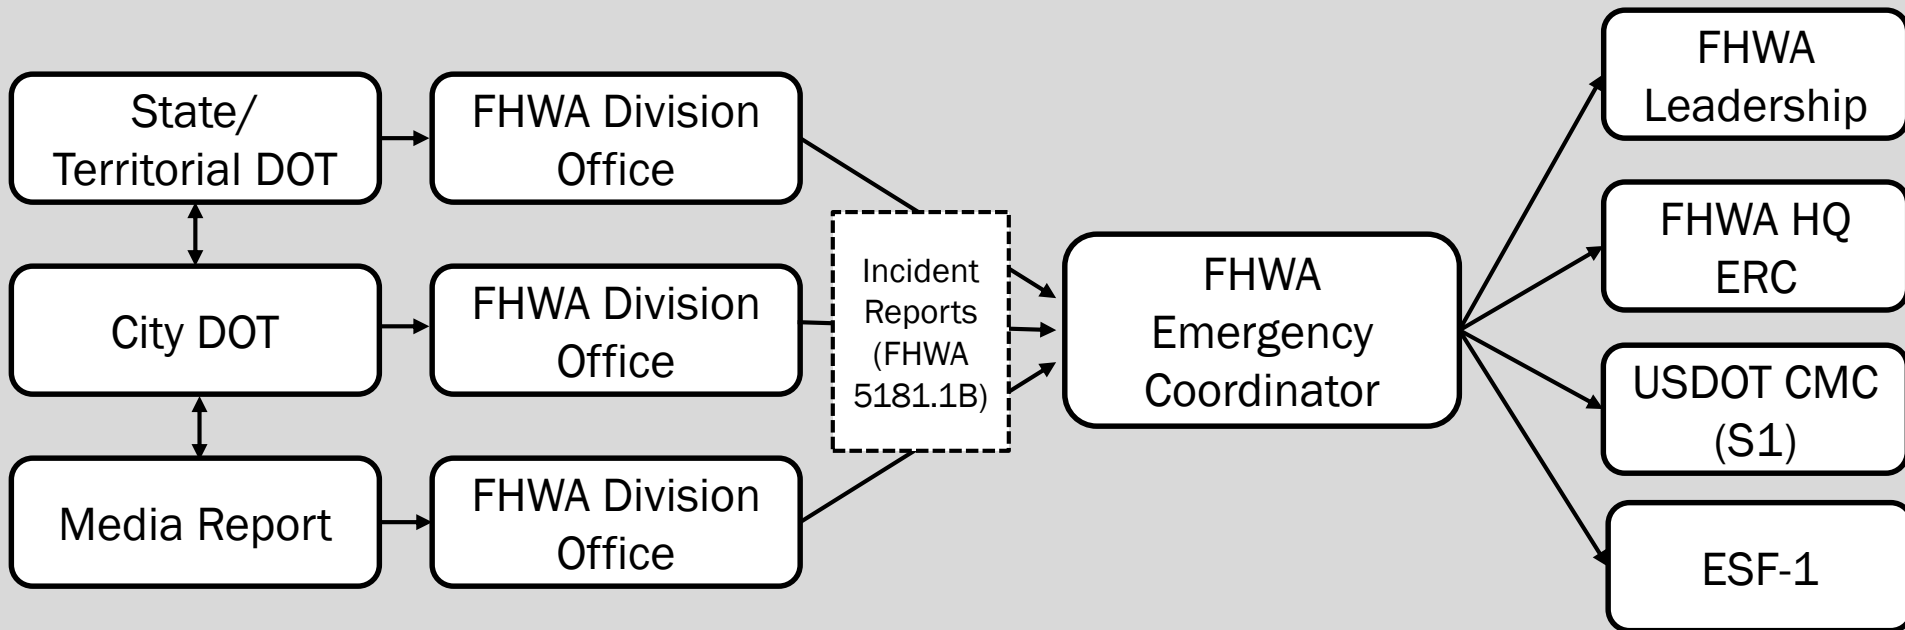 State/
Territorial DOT
FHWA Division
Office
City DOT
FHWA Division
Office
Media Report
FHWA Division
Office
Incident
Reports
(FHWA
5181.1B)
FHWA
Emergency
Coordinator
FHWA
Leadership
FHWA HQ
ERC
USDOT CMC
(S1)
ESF-1